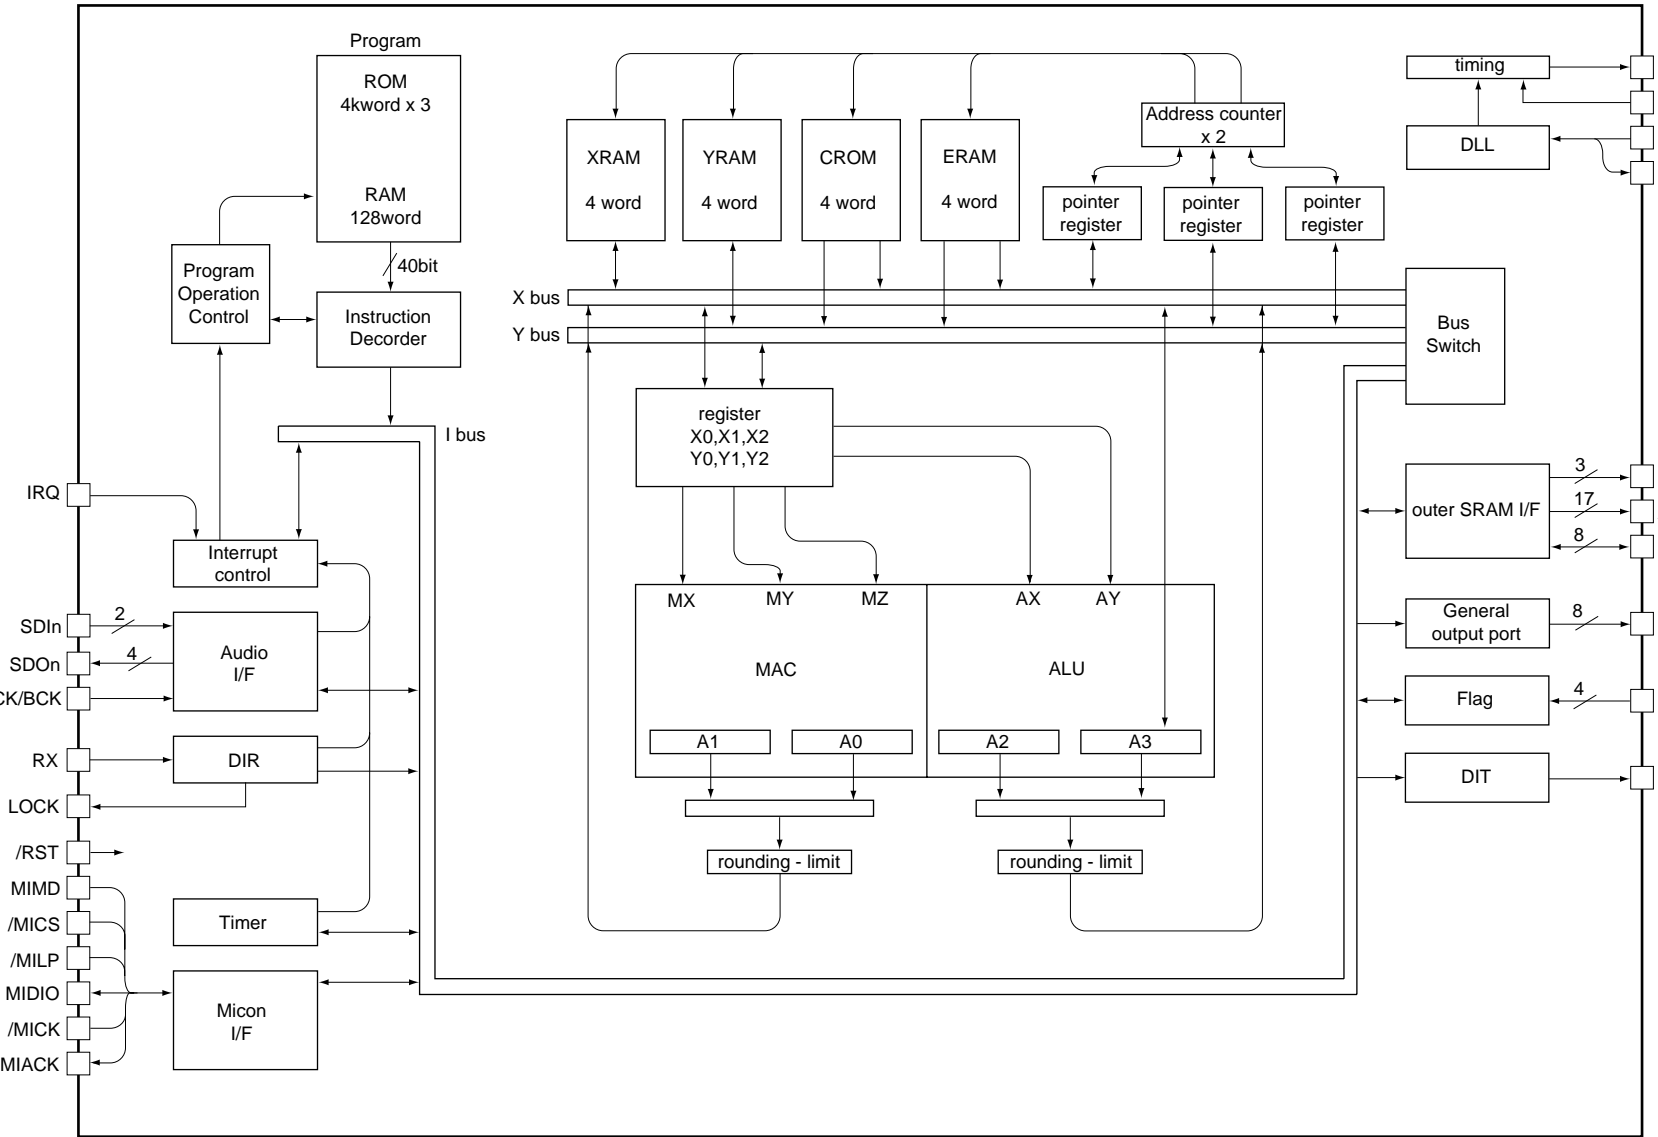 Program
ROM
4kword x 3
RAM
128word
40bit
Program
Operation
Control
Instruction
Decorder
I bus
XRAM
4 word
YRAM
4 word
CROM
4 word
ERAM
4 word
Address counter
x 2
pointer
register
pointer
register
pointer
register
timing
DLL
X bus
Y bus
Bus
Switch
register
X0,X1,X2
Y0,Y1,Y2
MX
MY
MZ
AX
AY
MAC
ALU
A1
A0
A2
A3
rounding - limit
rounding - limit
IRQ
Interrupt
control
SDIn
2
SDOn
4
CK/BCK
Audio
I/F
RX
DIR
LOCK
/RST
MIMD
/MICS
/MILP
MIDIO
/MICK
MIACK
Timer
Micon
I/F
outer SRAM I/F
3
17
8
General
output port
8
Flag
4
DIT